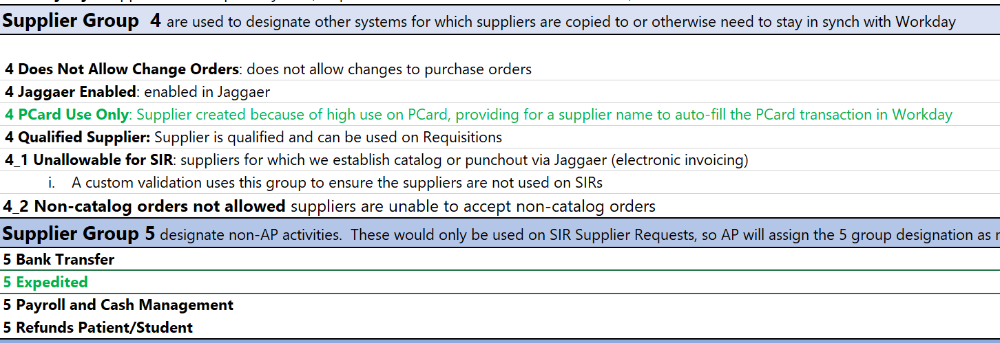 Supplier Group  4 are used to designate other systems for which suppliers are copied to or otherwise need to stay in synch with Workday
4 Does Not Allow Change Orders: does not allow changes to purchase orders
4 Jaggaer Enabled: enabled in Jaggaer
4 PCard Use Only: Supplier created because of high use on PCard, providing for a supplier name to auto-fill the PCard transaction in Workday
4 Qualified Supplier: Supplier is qualified and can be used on Requisitions
4_1 Unallowable for SIR: suppliers for which we establish catalog or punchout via Jaggaer (electronic invoicing)
i. A custom validation uses this group to ensure the suppliers are not used on SIRs
4_2 Non-catalog orders not allowed suppliers are unable to accept non-catalog orders
Supplier Group 5 designate non-AP activities.  These would only be used on SIR Supplier Requests, so AP will assign the 5 group designation as
5 Bank Transfer
5 Expedited
5 Payroll and Cash Management
5 Refunds Patient/Student